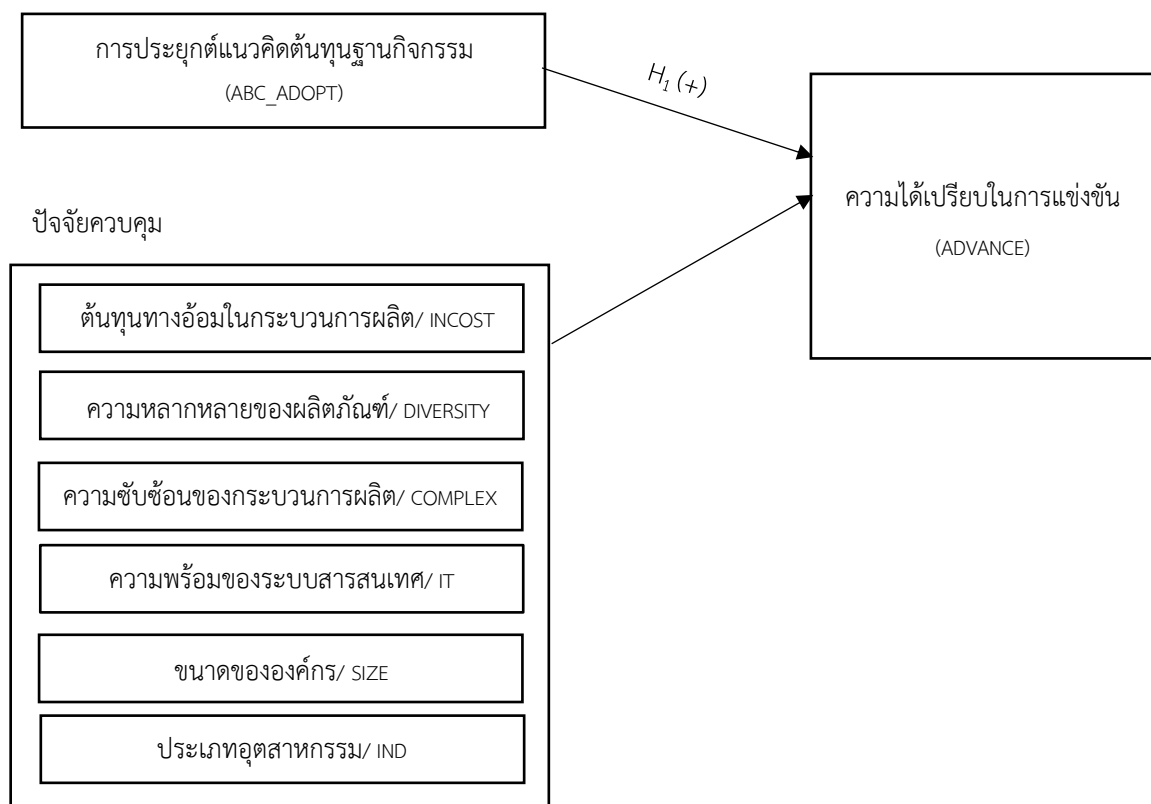 การประยุกต์แนวคิดต้นทุนฐานกิจกรรม
(ABC_ADOPT)
H₁ (+)
ความได้เปรียบในการแข่งขัน
(ADVANCE)
ปัจจัยควบคุม
ต้นทุนทางอ้อมในกระบวนการผลิต/ INCOST
ความหลากหลายของผลิตภัณฑ์/ DIVERSITY
ความซับซ้อนของกระบวนการผลิต/ COMPLEX
ความพร้อมของระบบสารสนเทศ/ IT
ขนาดขององค์กร/ SIZE
ประเภทอุตสาหกรรม/ IND